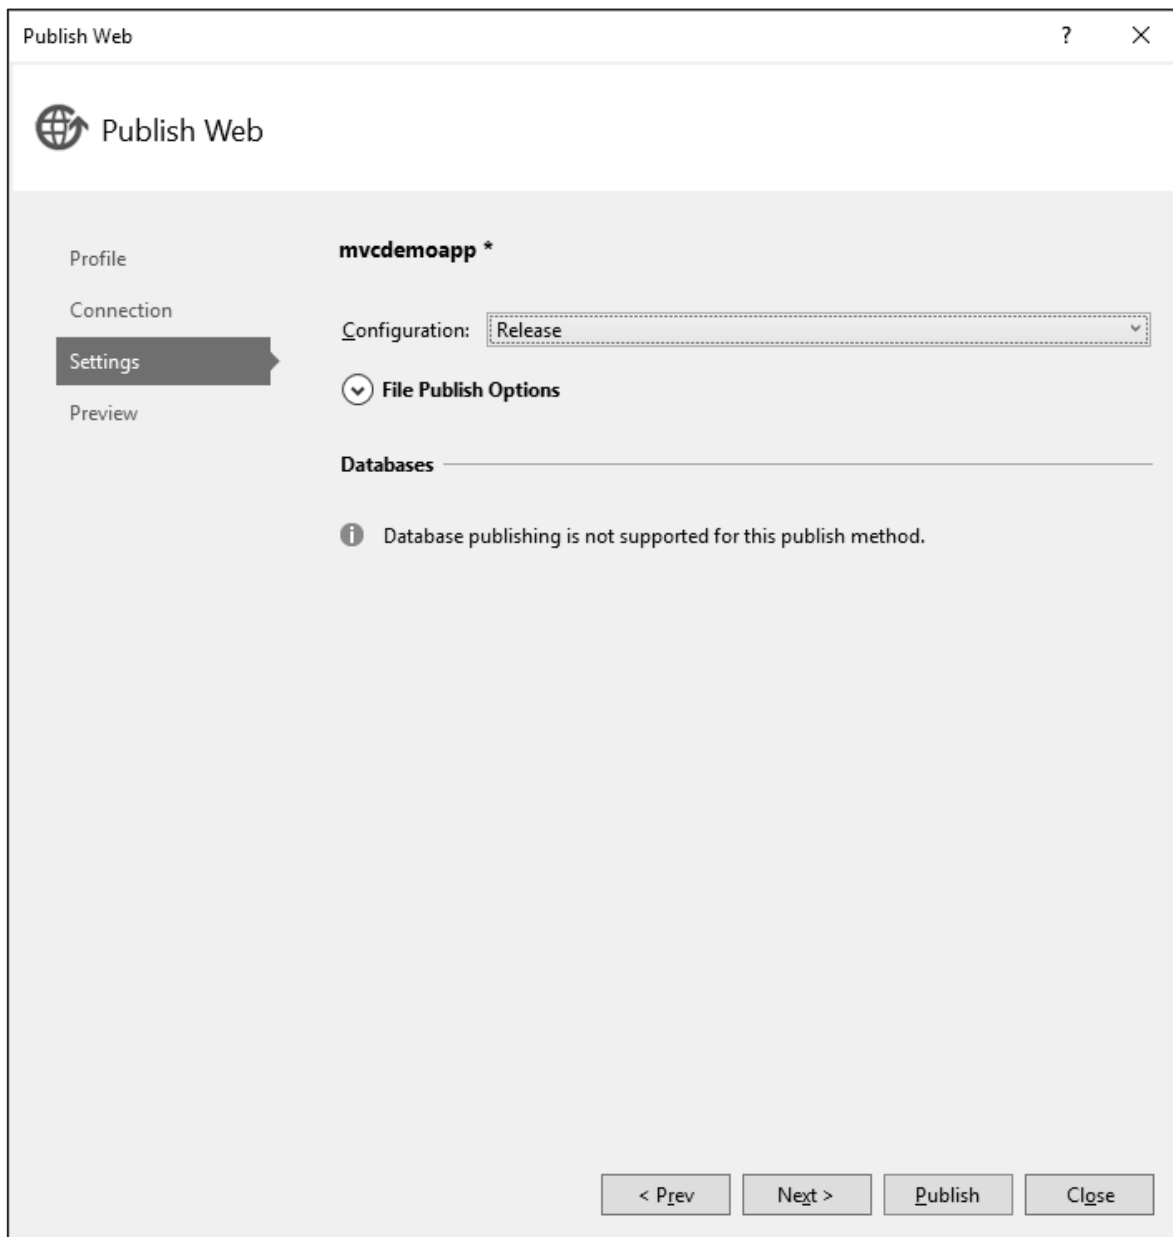 Publish Web
?
Publish Web
Profile
Connection
Settings
Preview
mvcdemoapp *
Configuration: Release
File Publish Options
Databases
Database publishing is not supported for this publish method.
< Prev Next > Publish Close